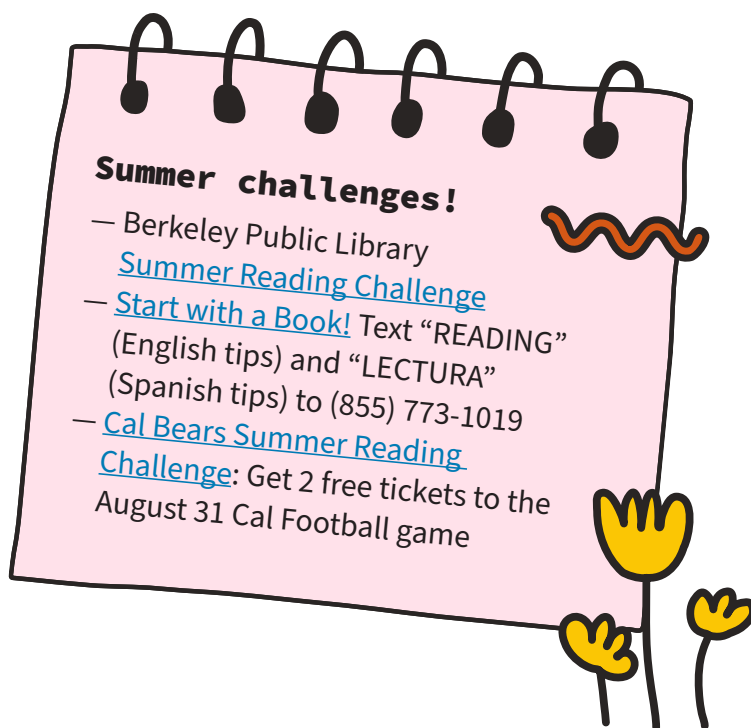 Summer challenges!
— Berkeley Public Library
Summer Reading Challenge
— Start with a Book! Text “READING”
(English tips) and “LECTURA”
(Spanish tips) to (855) 773-1019
— Cal Bears Summer Reading
Challenge: Get 2 free tickets to the
August 31 Cal Football game